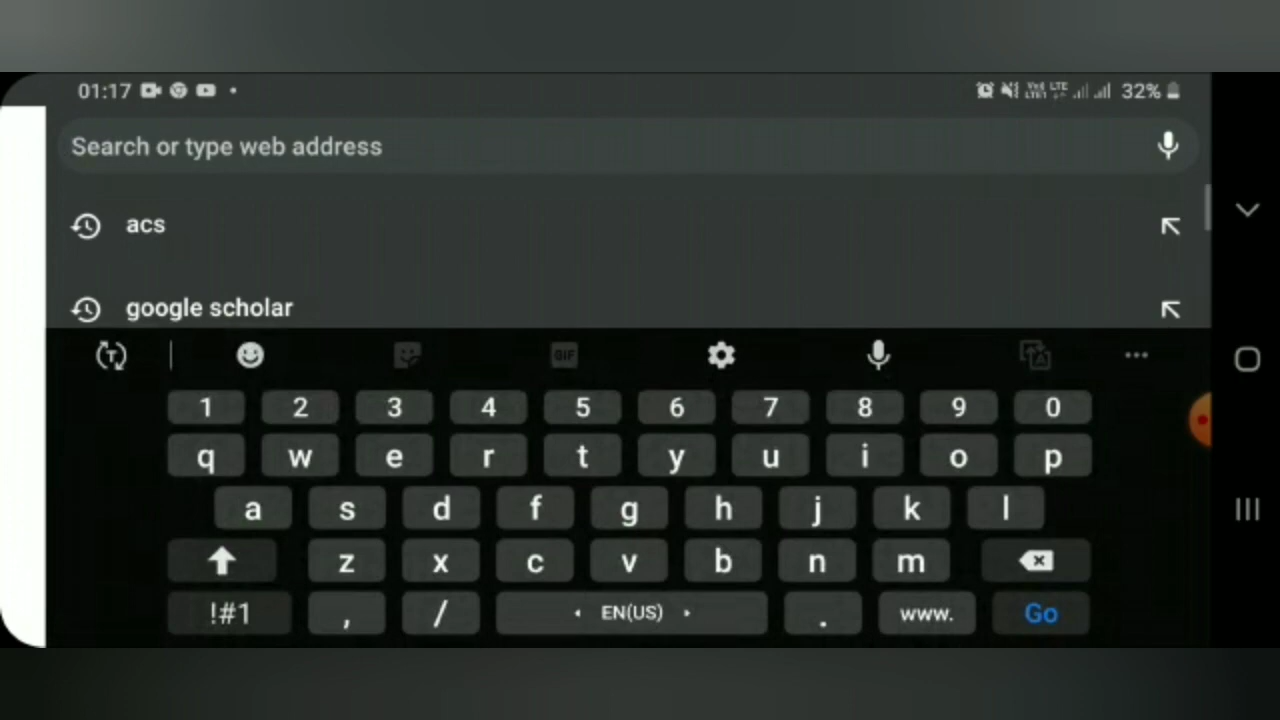 01:17 32%
Search or type web address
acs
google scholar
T GIF A
1 2 3 4 5 6 7 8 9 0
q w e r t y u i o p
a s d f g h j k l
z x c v b n m
!#1 , / EN(US) . www. Go